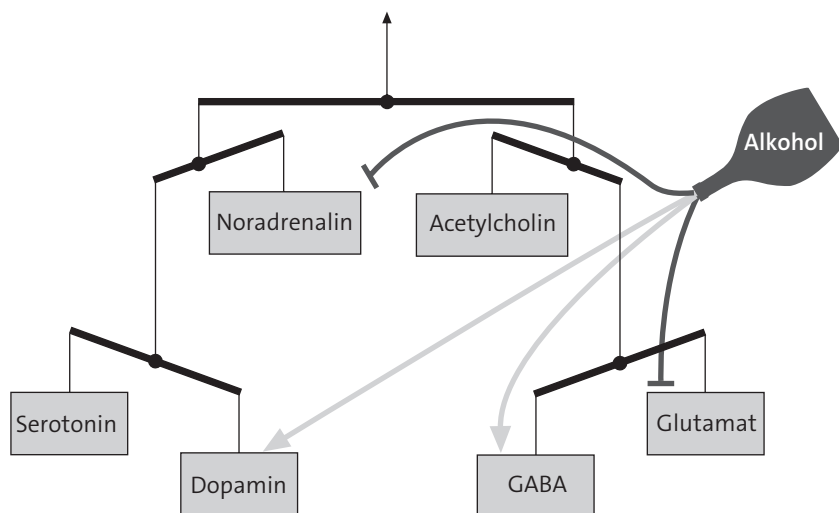 Alkohol
Noradrenalin
Acetylcholin
Serotonin
Glutamat
Dopamin
GABA